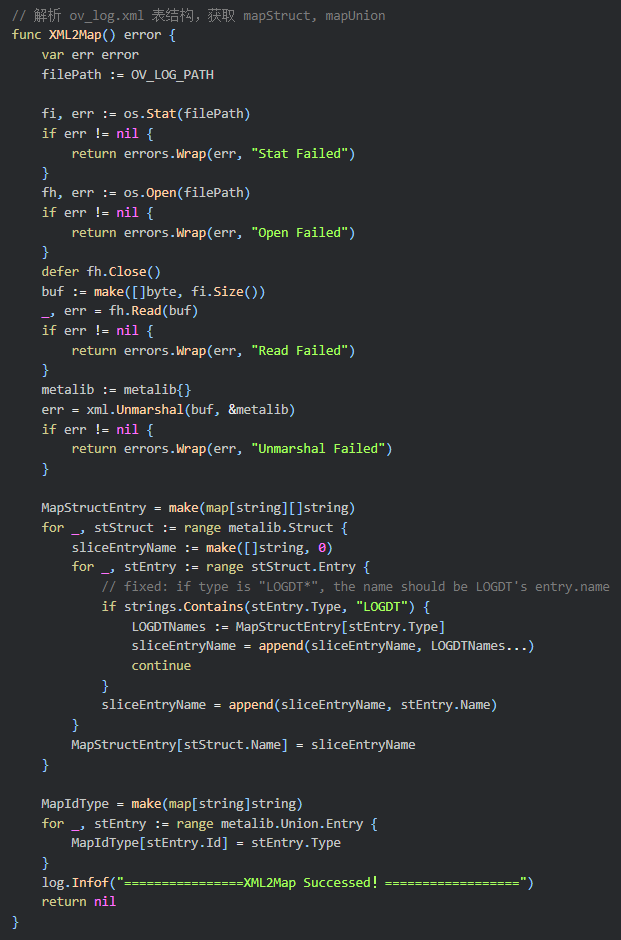 // 解析 ov_log.xml 表结构，获取 mapStruct, mapUnion
func XML2Map() error {
    var err error
    filePath := OV_LOG_PATH

    fi, err := os.Stat(filePath)
    if err != nil {
        return errors.Wrap(err, "Stat Failed")
    }
    fh, err := os.Open(filePath)
    if err != nil {
        return errors.Wrap(err, "Open Failed")
    }
    defer fh.Close()
    buf := make([]byte, fi.Size())
    _, err = fh.Read(buf)
    if err != nil {
        return errors.Wrap(err, "Read Failed")
    }
    metalib := metalib{}
    err = xml.Unmarshal(buf, &metalib)
    if err != nil {
        return errors.Wrap(err, "Unmarshal Failed")
    }

    MapStructEntry = make(map[string][]string)
    for _, stStruct := range metalib.Struct {
        sliceEntryName := make([]string, 0)
        for _, stEntry := range stStruct.Entry {
            // fixed: if type is "LOGDT*", the name should be LOGDT's entry.name
            if strings.Contains(stEntry.Type, "LOGDT") {
                LOGDTNames := MapStructEntry[stEntry.Type]
                sliceEntryName = append(sliceEntryName, LOGDTNames...)
                continue
            }
            sliceEntryName = append(sliceEntryName, stEntry.Name)
        }
        MapStructEntry[stStruct.Name] = sliceEntryName
    }

    MapIdType = make(map[string]string)
    for _, stEntry := range metalib.Union.Entry {
        MapIdType[stEntry.Id] = stEntry.Type
    }
    log.Infof("================XML2Map Successed！==================")
    return nil
}